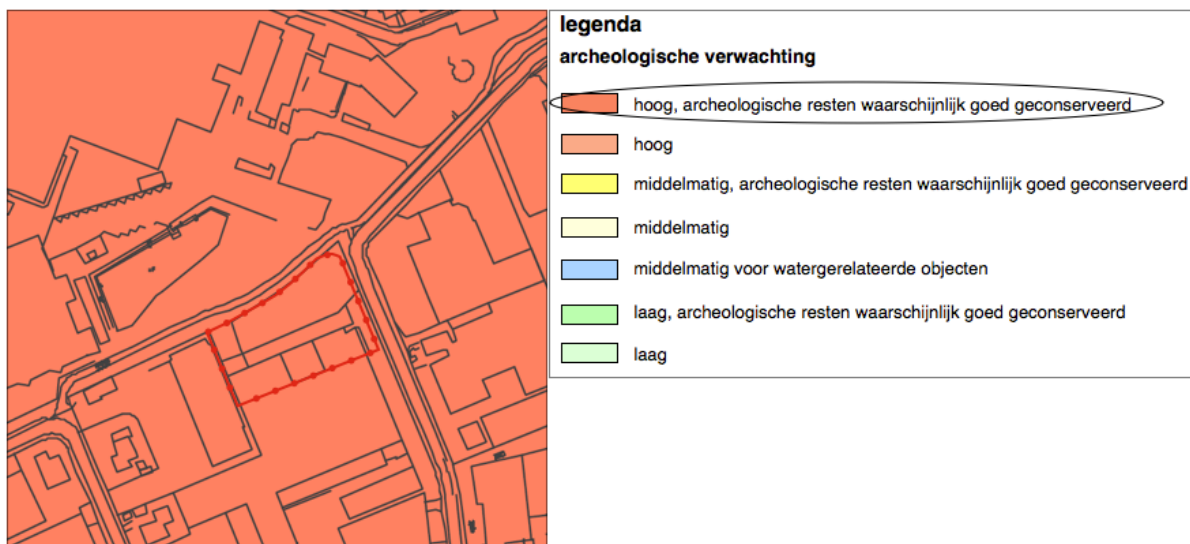 legenda
archeologische verwachting
hoog, archeologische resten waarschijnlijk goed geconserveerd
hoog
middelmatig, archeologische resten waarschijnlijk goed geconserveerd
middelmatig
middelmatig voor watergerelateerde objecten
laag, archeologische resten waarschijnlijk goed geconserveerd
laag